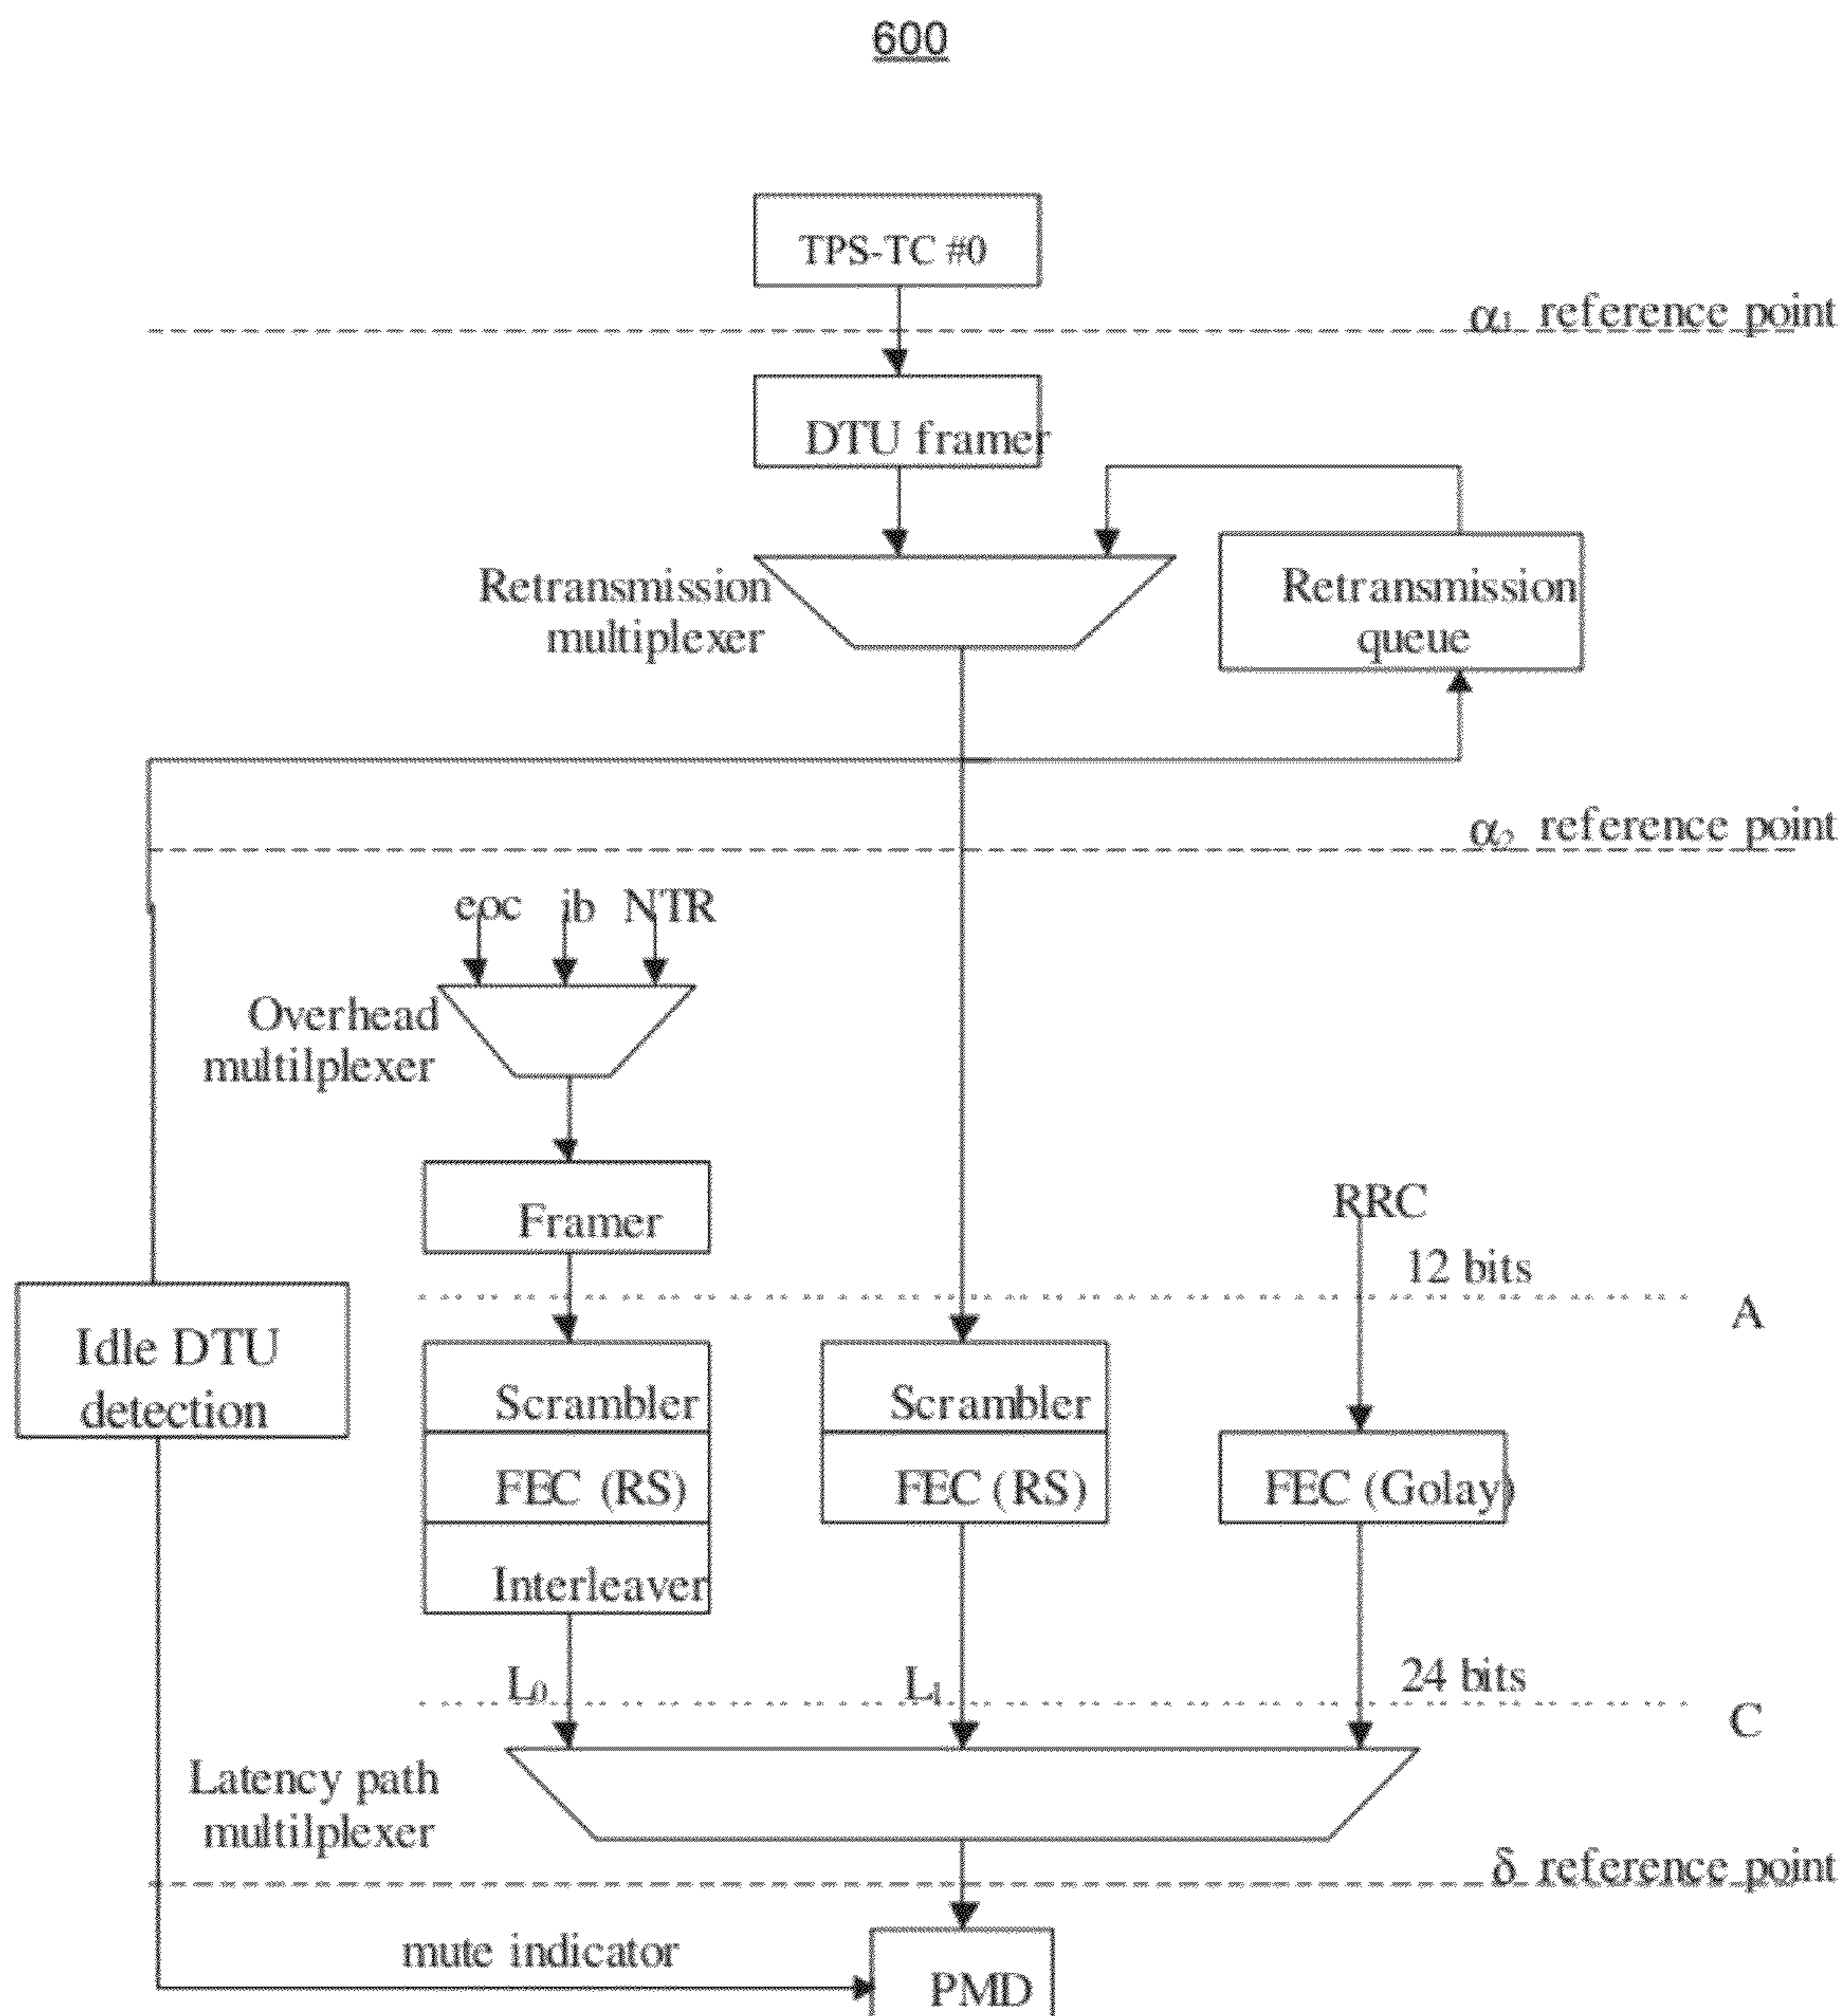 600
TPS-TC #0
α1 reference point
DTU framer
Retransmission
multiplexer
Retransmission
queue
α2 reference point
eoc ib NTR
Overhead
multilplexer
Framer
RRC
12 bits
A
Idle DTU
detection
Scrambler
FEC (RS)
Interleaver
Scrambler
FEC (RS)
FEC (Golay)
L0
L1
24 bits
C
Latency path
multilplexer
δ reference point
mute indicator
PMD